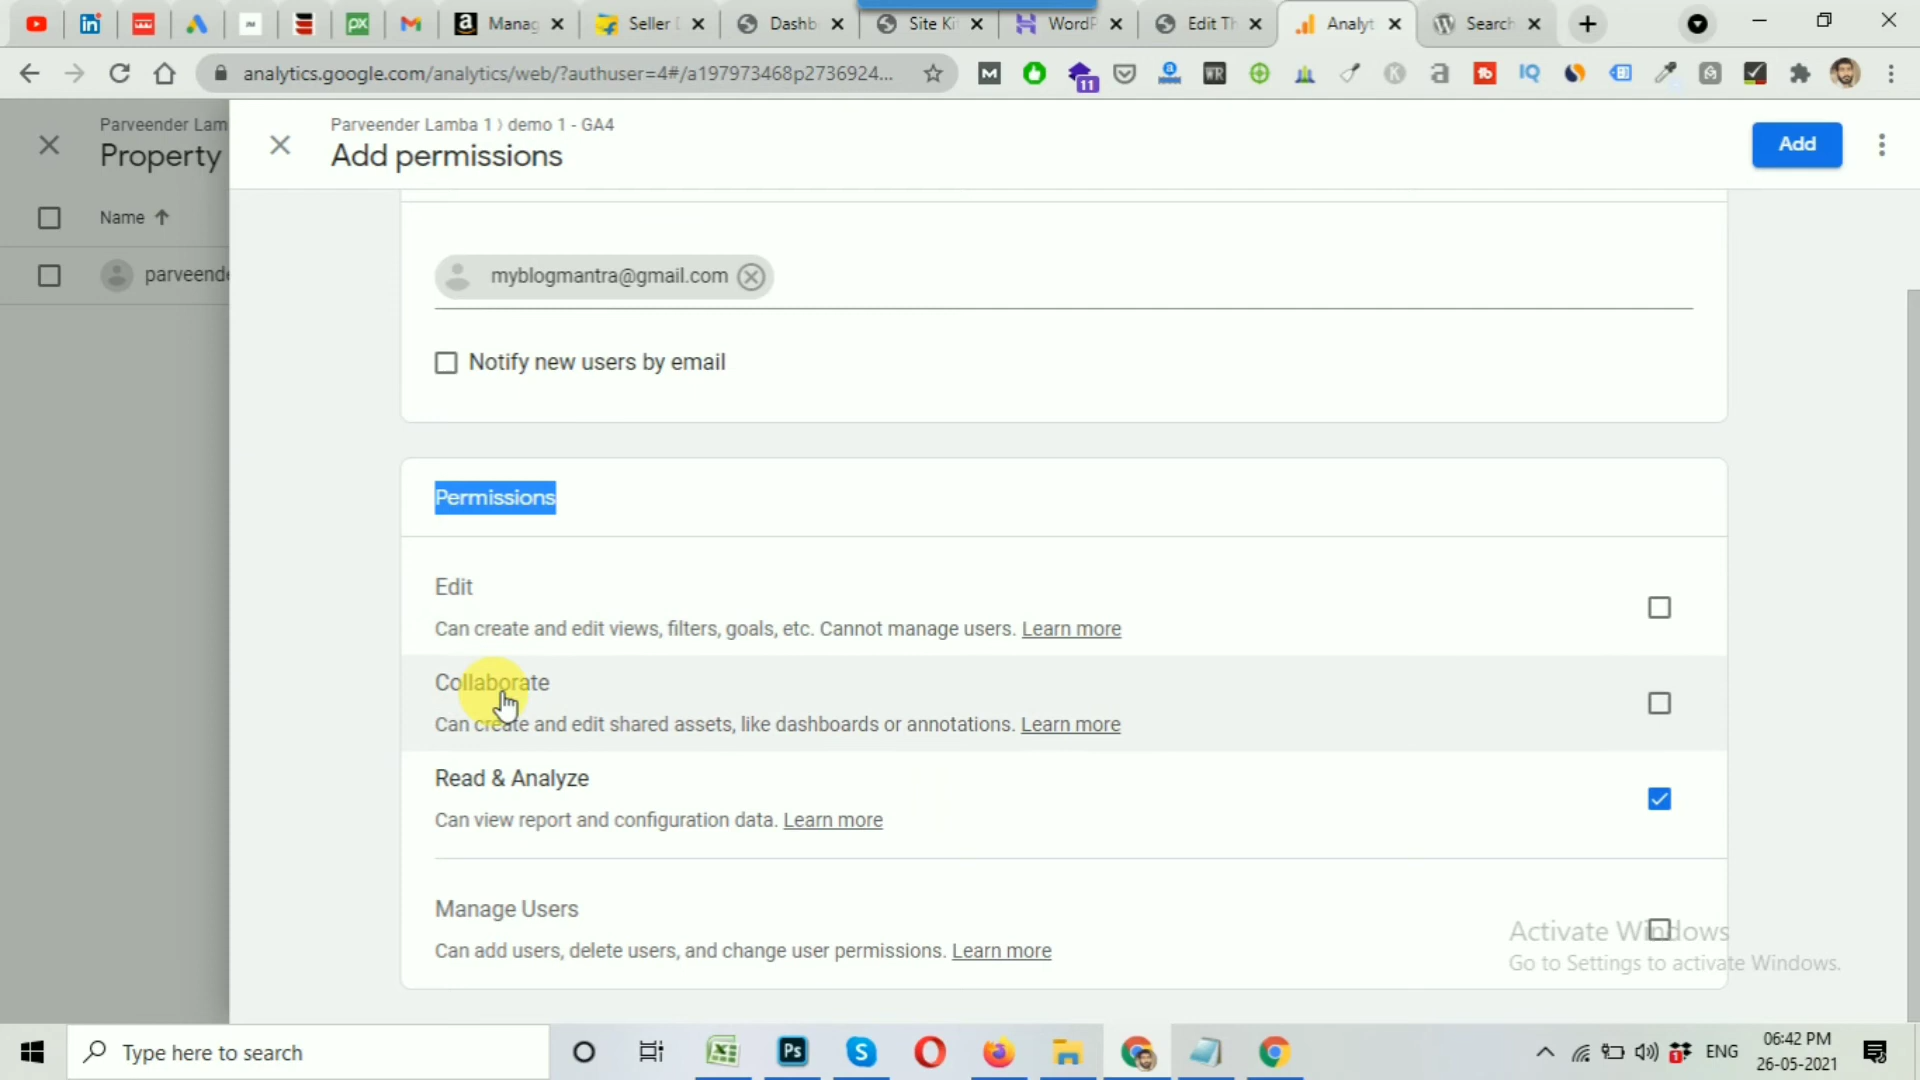 Manag
Seller
Dashb
Site Ki
WordP
Edit Th
Analyt
Search
analytics.google.com/analytics/web/?authuser=4#/a197973468p2736924...
11
Parveender Lam
Property
Parveender Lamba 1 > demo 1 - GA4
Add permissions
Add
Name
parveende
myblogmantra@gmail.com
Notify new users by email
Permissions
Edit
Can create and edit views, filters, goals, etc. Cannot manage users. Learn more
Collaborate
Can create and edit shared assets, like dashboards or annotations. Learn more
Read & Analyze
Can view report and configuration data. Learn more
Manage Users
Can add users, delete users, and change user permissions. Learn more
Activate Windows
Go to Settings to activate Windows.
Type here to search
Ps
ENG
06:42 PM
26-05-2021